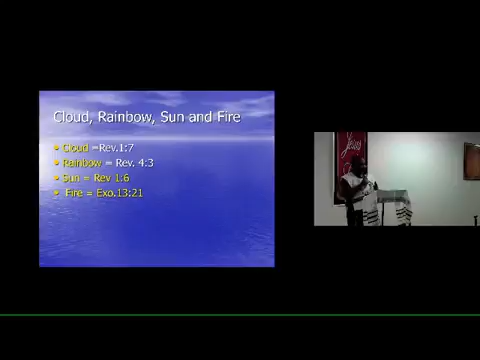 Cloud, Rainbow, Sun and Fire
• Cloud =Rev.1:7
• Rainbow = Rev. 4:3
• Sun = Rev 1:6
• Fire = Exo.13:21
Jesus